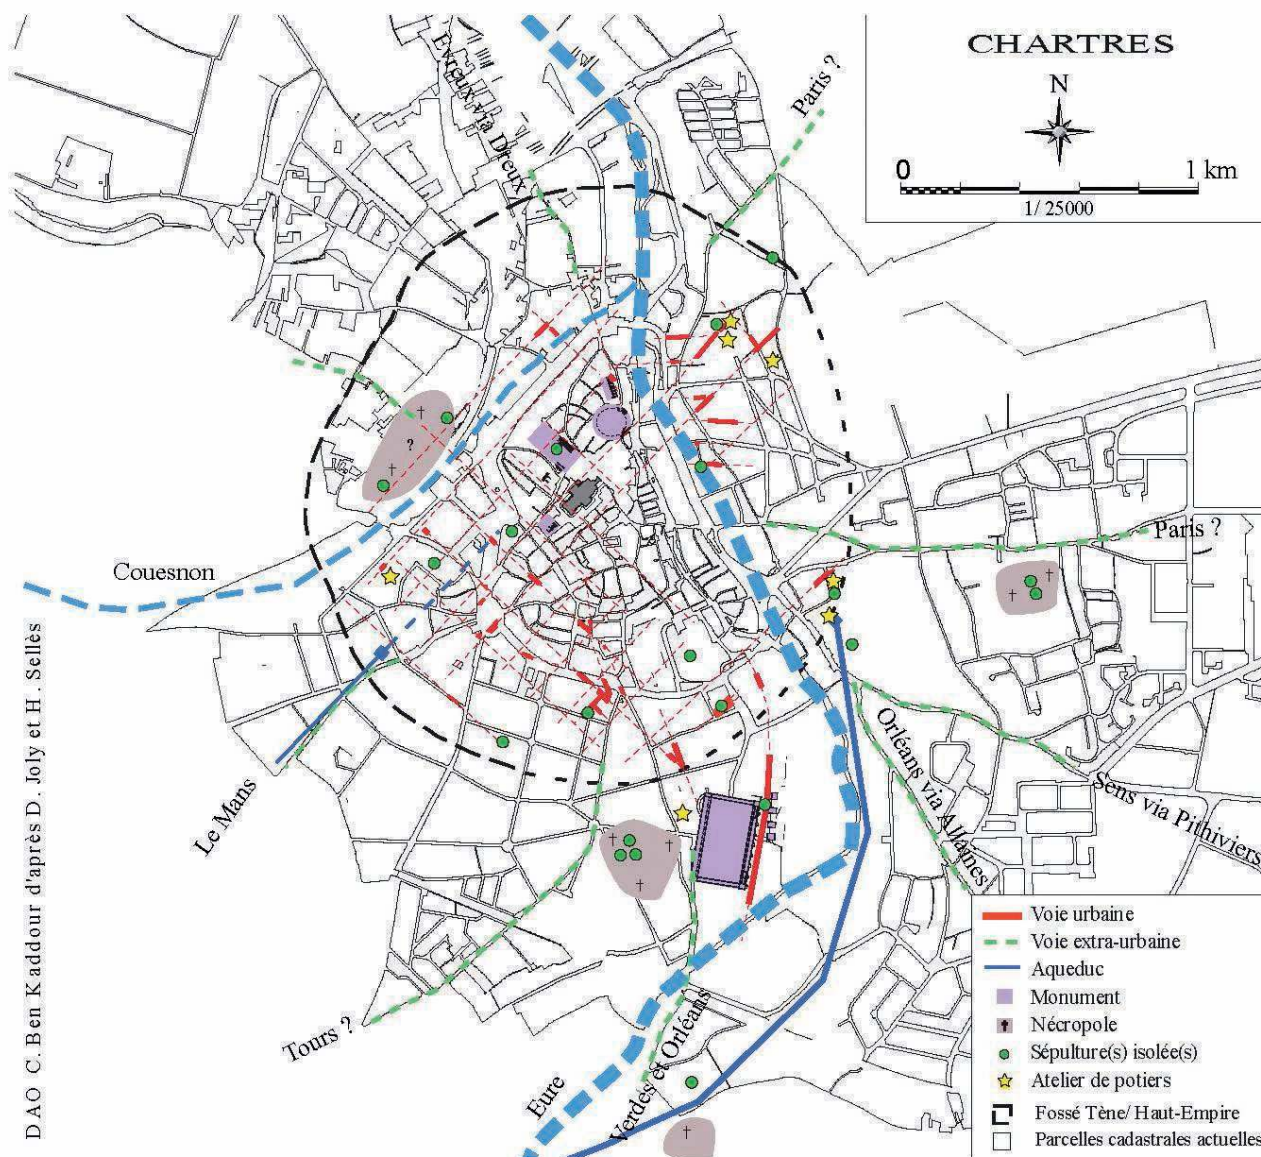 CHARTRES
N
0 1 km
1/ 25000
Evreux via Dreux
Paris ?
?
Couesnon
Paris ?
Le Mans
Orléans via Allaines
Sens via Pithiviers
Tours ?
Eure
Verdes et Orléans
DAO C. Ben Kaddour d'après D. Joly et H. Sellès
Voie urbaine
Voie extra-urbaine
Aqueduc
Monument
Nécropole
Sépulture(s) isolée(s)
Atelier de potiers
Fossé Tène/ Haut-Empire
Parcelles cadastrales actuelles